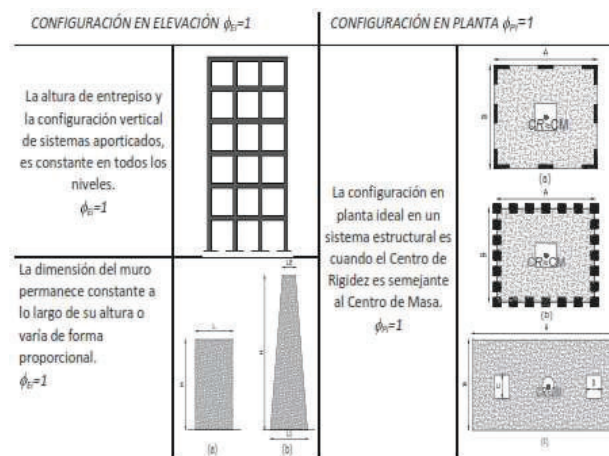 CONFIGURACIÓN EN ELEVACIÓN ϕEi=1
CONFIGURACIÓN EN PLANTA ϕPi=1
La altura de entrepiso y
la configuración vertical
de sistemas aporticados,
es constante en todos los
niveles.
ϕEi=1
La dimensión del muro
permanece constante a
lo largo de su altura o
varía de forma
proporcional.
ϕEi=1
L
(a)
(b)
La configuración en
planta ideal en un
sistema estructural es
cuando el Centro de
Rigidez es semejante
al Centro de Masa.
ϕPi=1
A
B
CR≈CM
(a)
A
B
CR≈CM
(b)